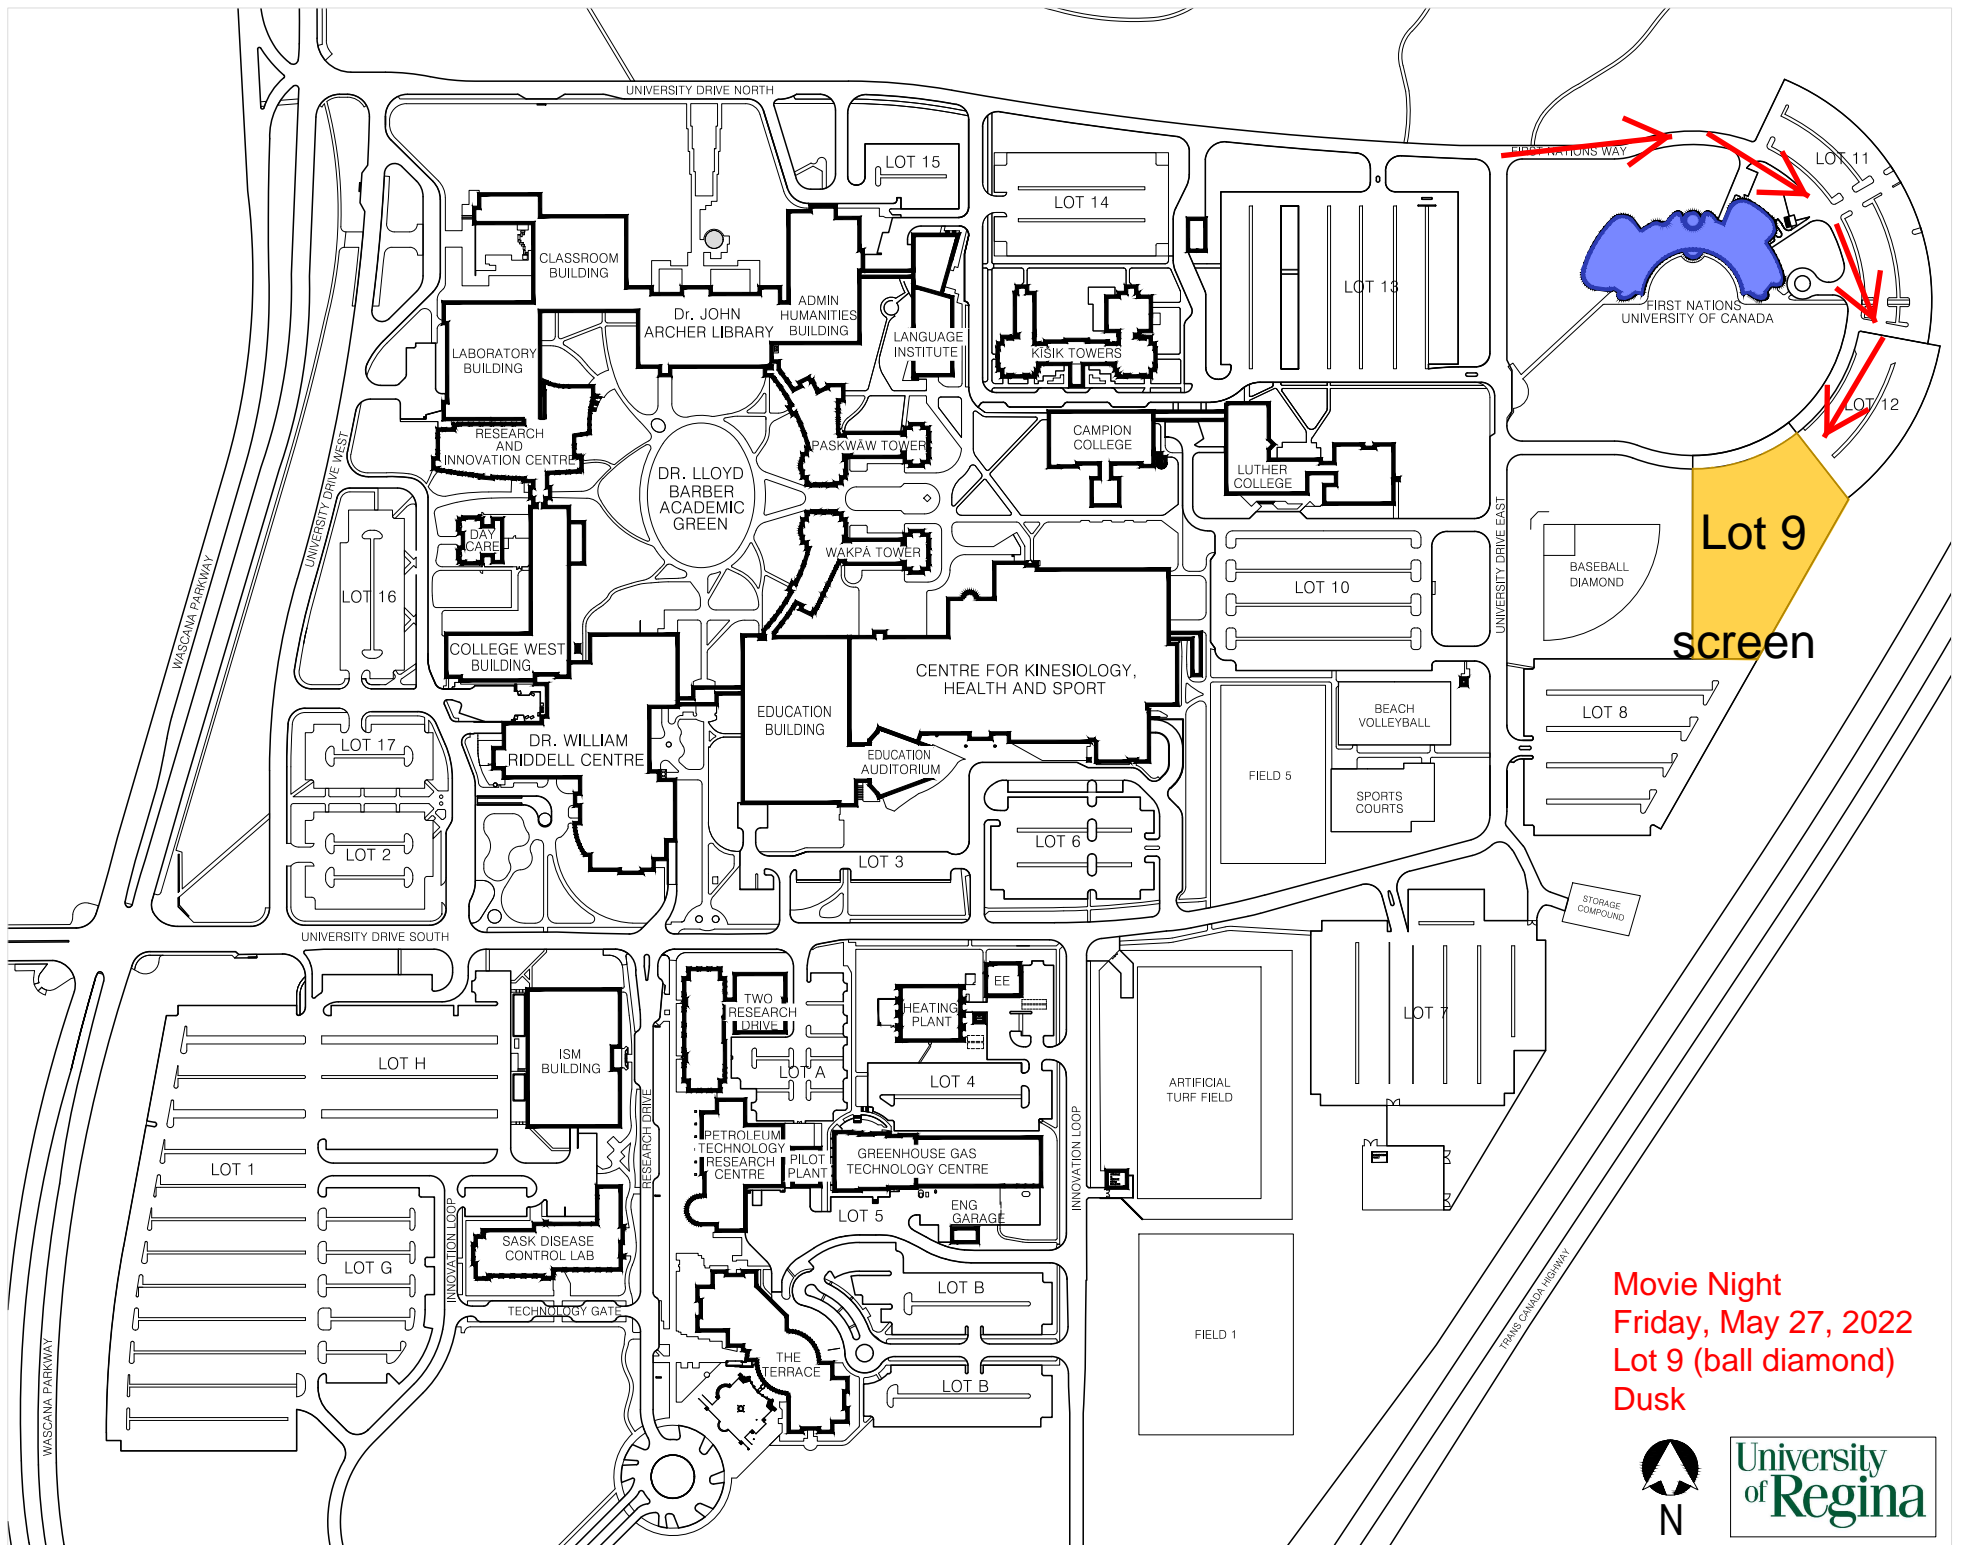 UNIVERSITY DRIVE NORTH
FIRST NATIONS WAY
LOT 11
LOT 15
LOT 14
CLASSROOM
BUILDING
ADMIN
HUMANITIES
BUILDING
Dr. JOHN
ARCHER LIBRARY
LANGUAGE
INSTITUTE
KĪSIK TOWERS
LOT 13
FIRST NATIONS
UNIVERSITY OF CANADA
LABORATORY
BUILDING
LOT 12
RESEARCH
AND
INNOVATION CENTRE
PASKWĀW TOWER
CAMPION
COLLEGE
LUTHER
COLLEGE
DR. LLOYD
BARBER
ACADEMIC
GREEN
UNIVERSITY DRIVE WEST
DAY
CARE
WAKPĀ TOWER
UNIVERSITY DRIVE EAST
Lot 9
BASEBALL
DIAMOND
LOT 10
LOT 16
WASCANA PARKWAY
COLLEGE WEST
BUILDING
screen
CENTRE FOR KINESIOLOGY,
HEALTH AND SPORT
EDUCATION
BUILDING
BEACH
VOLLEYBALL
LOT 8
LOT 17
DR. WILLIAM
RIDDELL CENTRE
EDUCATION
AUDITORIUM
FIELD 5
SPORTS
COURTS
LOT 2
LOT 3
LOT 6
STORAGE
COMPOUND
UNIVERSITY DRIVE SOUTH
TWO
RESEARCH
DRIVE
EE
HEATING
PLANT
LOT 7
LOT H
ISM
BUILDING
LOT A
LOT 4
ARTIFICIAL
TURF FIELD
RESEARCH DRIVE
INNOVATION LOOP
PETROLEUM
TECHNOLOGY
RESEARCH
CENTRE
PILOT
PLANT
GREENHOUSE GAS
TECHNOLOGY CENTRE
LOT 1
LOT 5
ENG
GARAGE
INNOVATION LOOP
SASK DISEASE
CONTROL LAB
LOT G
LOT B
TECHNOLOGY GATE
TRANS CANADA HIGHWAY
FIELD 1
THE
TERRACE
LOT B
WASCANA PARKWAY
Movie Night
Friday, May 27, 2022
Lot 9 (ball diamond)
Dusk
N
University
of Regina